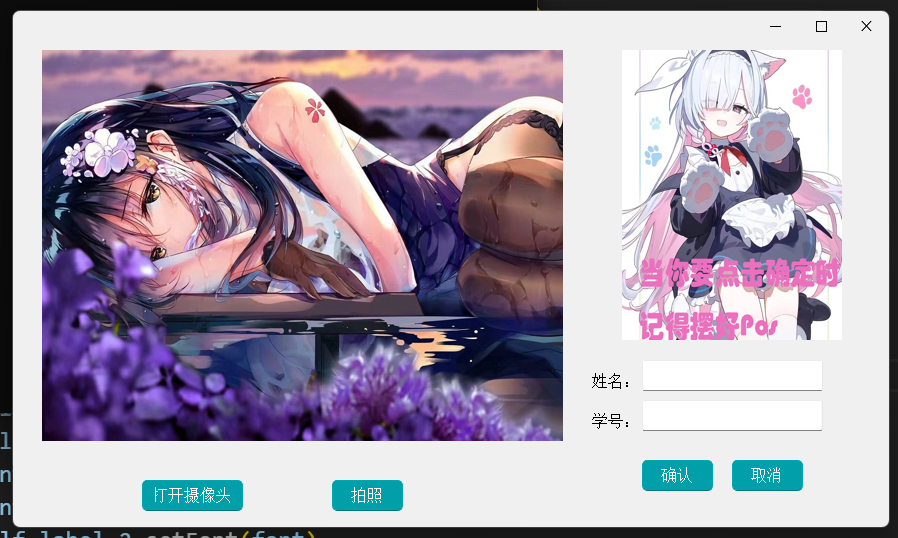 当你要点击确定时
记得摆好Pos
姓名：
学号：
确认
取消
打开摄像头
拍照
lf.label_2.setFont(font)